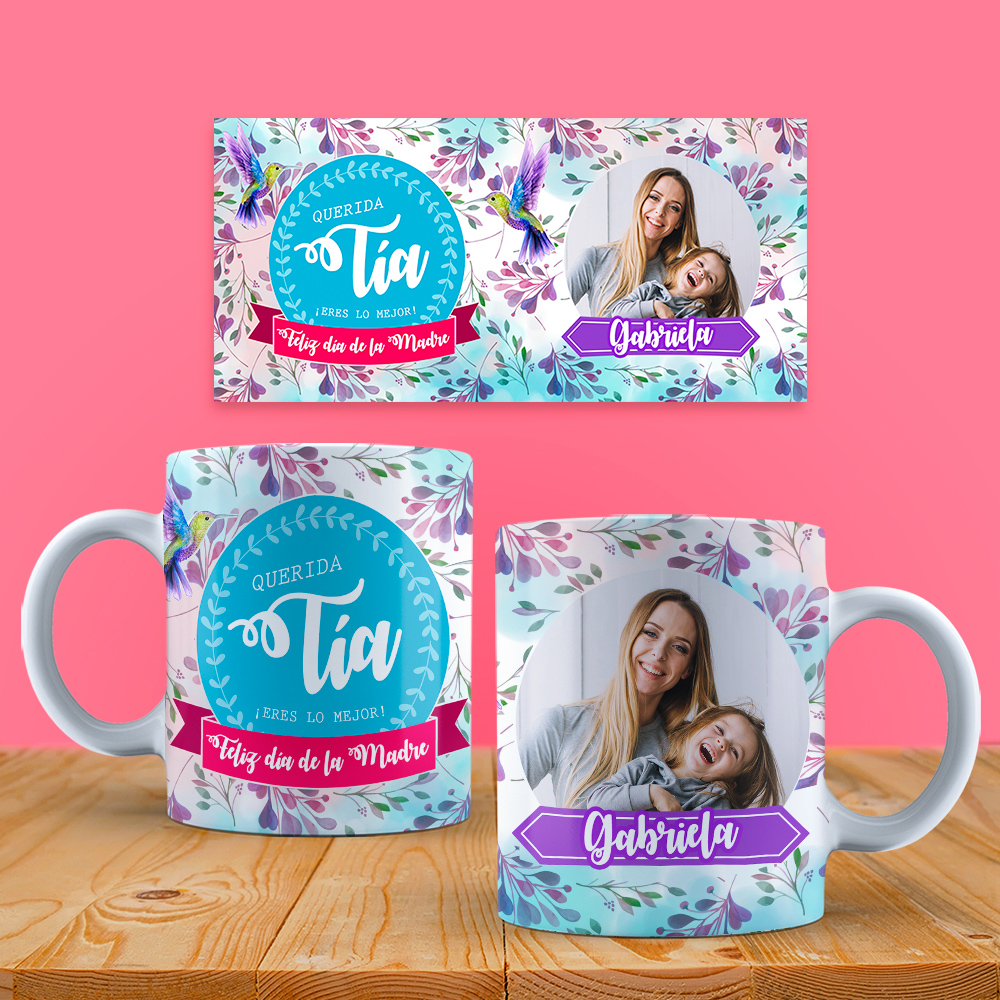 QUERIDA
Tía
¡ERES LO MEJOR!
Feliz día de la Madre
Gabriela
QUERIDA
Tía
¡ERES LO MEJOR!
Feliz día de la Madre
Gabriela